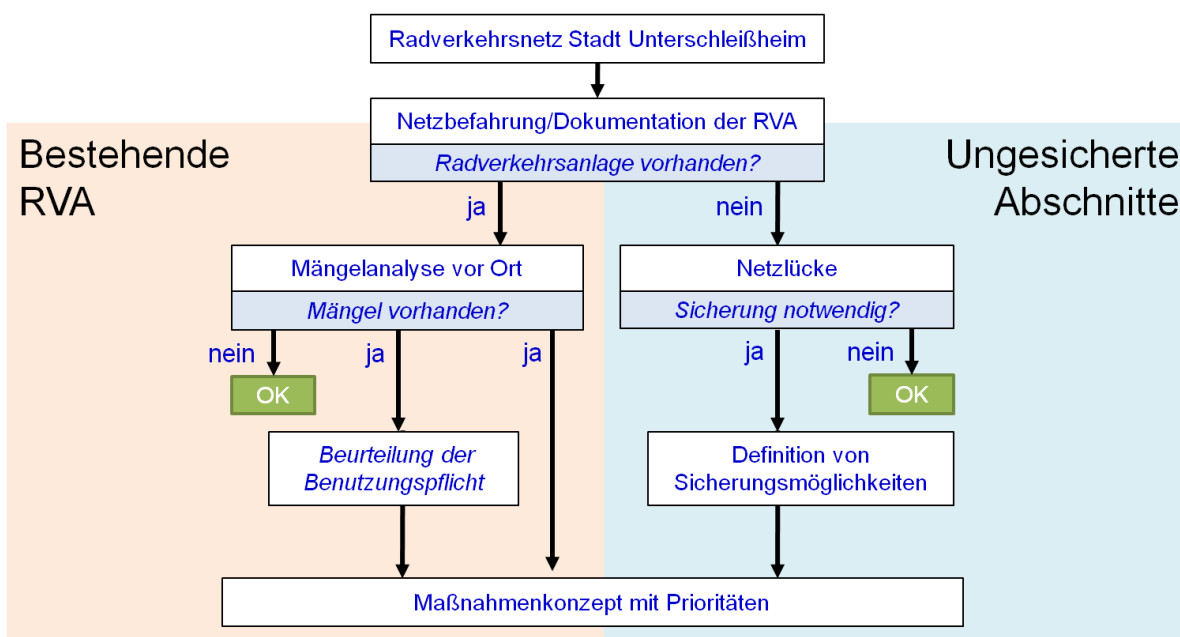 Radverkehrsnetz Stadt Unterschleißheim
Netzbefahrung/Dokumentation der RVA
Radverkehrsanlage vorhanden?
Bestehende
RVA
Ungesicherte
Abschnitte
ja
nein
Mängelanalyse vor Ort
Mängel vorhanden?
Netzlücke
Sicherung notwendig?
nein
ja
ja
ja
nein
OK
OK
Beurteilung der
Benutzungspflicht
Definition von
Sicherungsmöglichkeiten
Maßnahmenkonzept mit Prioritäten